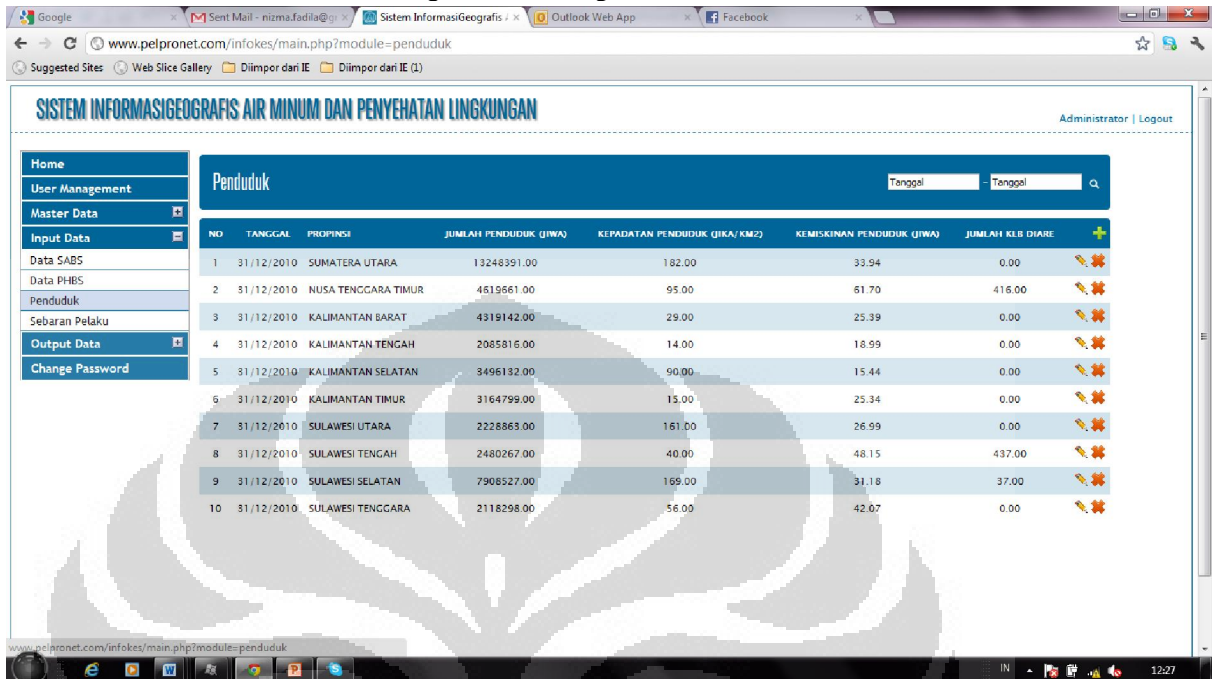 Google
Sent Mail - nizma.fadila@g
Sistem InformasiGeografis
Outlook Web App
Facebook
www.pelpronet.com/infokes/main.php?module=penduduk
Suggested Sites Web Slice Gallery Diimpor dari IE Diimpor dari IE (1)
SISTEM INFORMASIGEOGRAFIS AIR MINUM DAN PENYEHATAN LINGKUNGAN
Administrator | Logout
Home
User Management
Master Data
Input Data
Data SABS
Data PHBS
Penduduk
Sebaran Pelaku
Output Data
Change Password
Penduduk
Tanggal - Tanggal
NO TANGGAL PROPINSI JUMLAH PENDUDUK (JIWA) KEPADATAN PENDUDUK (JIKA/KM2) KEMISKINAN PENDUDUK (JIWA) JUMLAH KLB DIARE
1 31/12/2010 SUMATERA UTARA 13248391.00 182.00 33.94 0.00
2 31/12/2010 NUSA TENGGARA TIMUR 4619661.00 95.00 61.70 416.00
3 31/12/2010 KALIMANTAN BARAT 4319142.00 29.00 25.39 0.00
4 31/12/2010 KALIMANTAN TENGAH 2085816.00 14.00 18.99 0.00
5 31/12/2010 KALIMANTAN SELATAN 3496132.00 90.00 15.44 0.00
6 31/12/2010 KALIMANTAN TIMUR 3164799.00 15.00 25.34 0.00
7 31/12/2010 SULAWESI UTARA 2228863.00 161.00 26.99 0.00
8 31/12/2010 SULAWESI TENGAH 2480267.00 40.00 48.15 437.00
9 31/12/2010 SULAWESI SELATAN 7908527.00 169.00 31.18 37.00
10 31/12/2010 SULAWESI TENGGARA 2118298.00 56.00 42.07 0.00
www.pelpronet.com/infokes/main.php?module=penduduk
IN 12:27